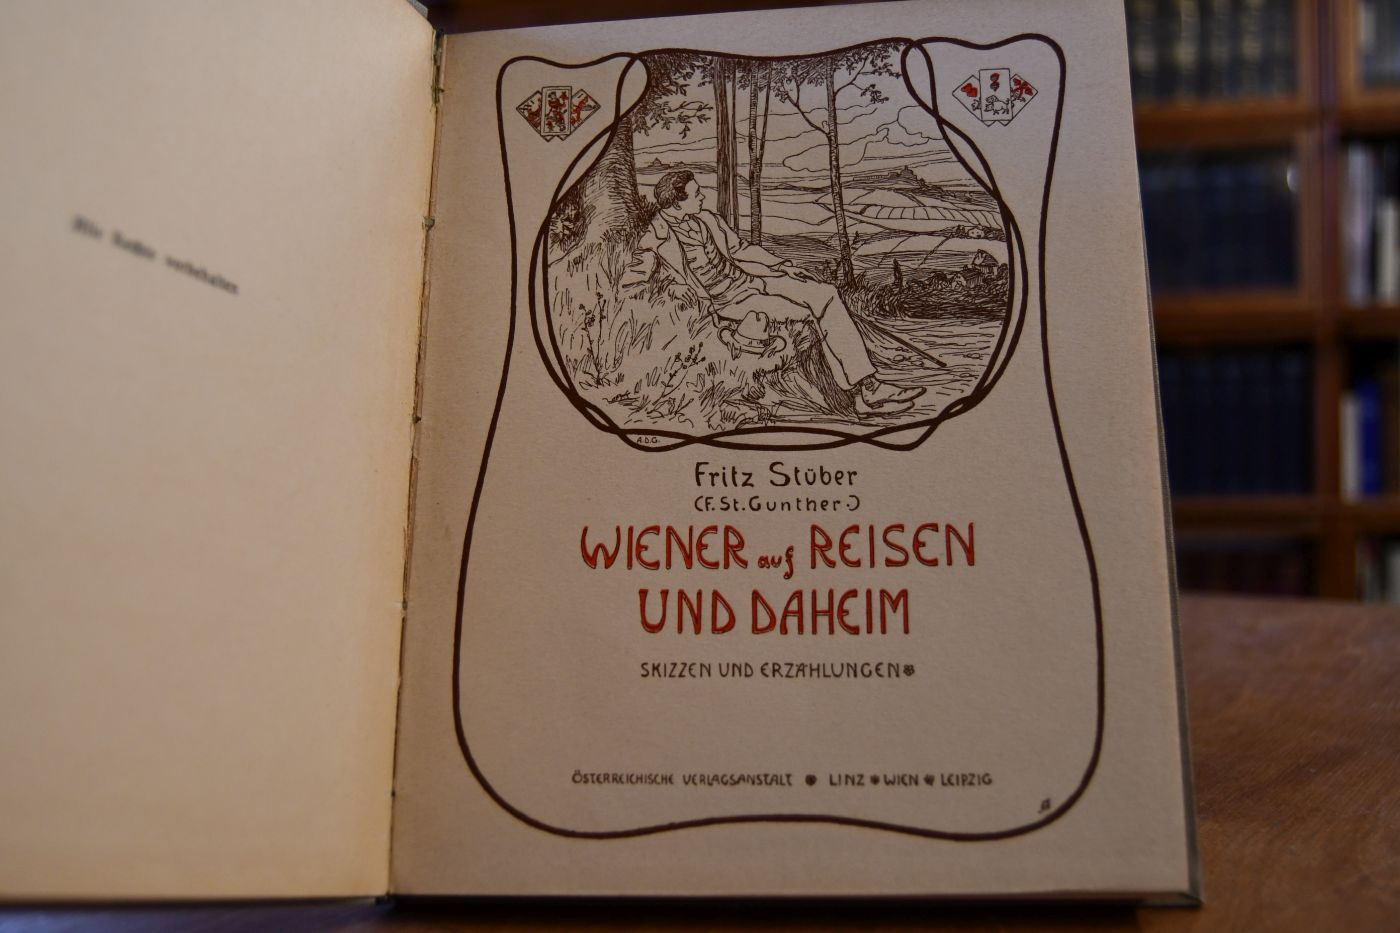 Alle Rechte vorbehalten
A.D.G.
Fritz Stüber
(F. St. Gunther.)
WIENER auf REISEN
UND DAHEIM
SKIZZEN UND ERZÄHLUNGEN
ÖSTERREICHISCHE VERLAGSANSTALT * LINZ * WIEN * LEIPZIG